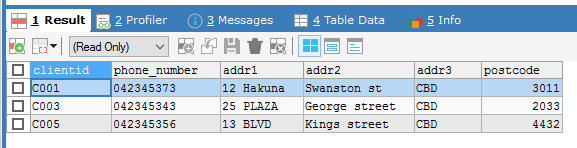 1 Result 2 Profiler 3 Messages 4 Table Data 5 Info
(Read Only)
clientid phone_number addr1 addr2 addr3 postcode
C001 042345373 12 Hakuna Swanston st CBD 3011
C003 042345343 25 PLAZA George street CBD 2033
C005 042345356 13 BLVD Kings street CBD 4432